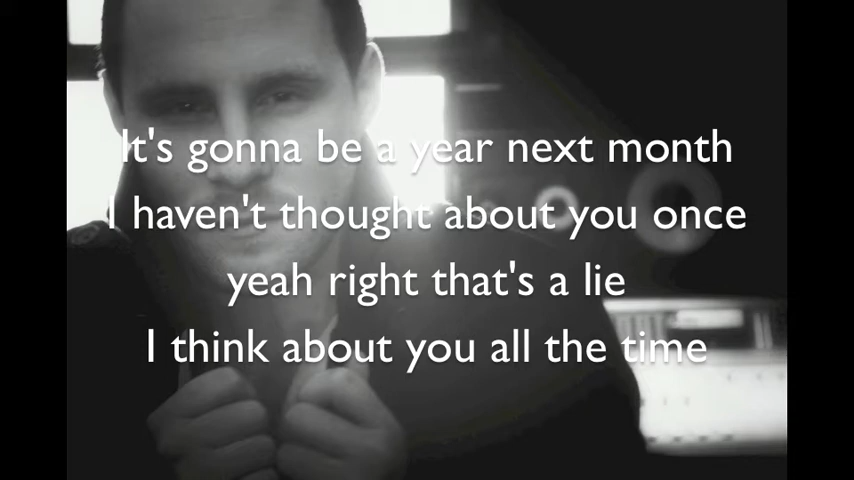 It's gonna be a year next month
I haven't thought about you once
yeah right that's a lie
I think about you all the time